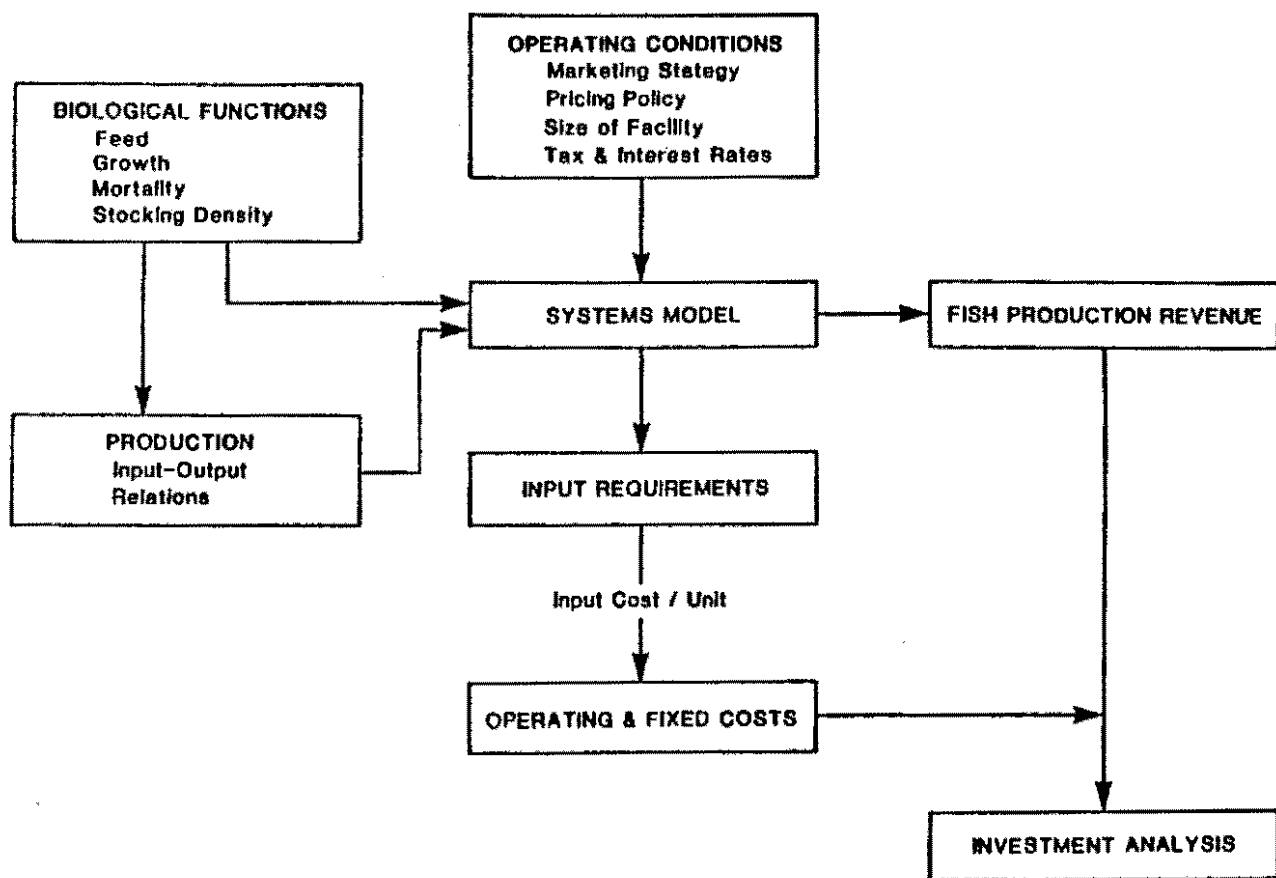 OPERATING CONDITIONS
Marketing Stategy
Pricing Policy
Size of Facility
Tax & Interest Rates
BIOLOGICAL FUNCTIONS
Feed
Growth
Mortality
Stocking Density
SYSTEMS MODEL
FISH PRODUCTION REVENUE
PRODUCTION
Input-Output
Relations
INPUT REQUIREMENTS
Input Cost / Unit
OPERATING & FIXED COSTS
INVESTMENT ANALYSIS